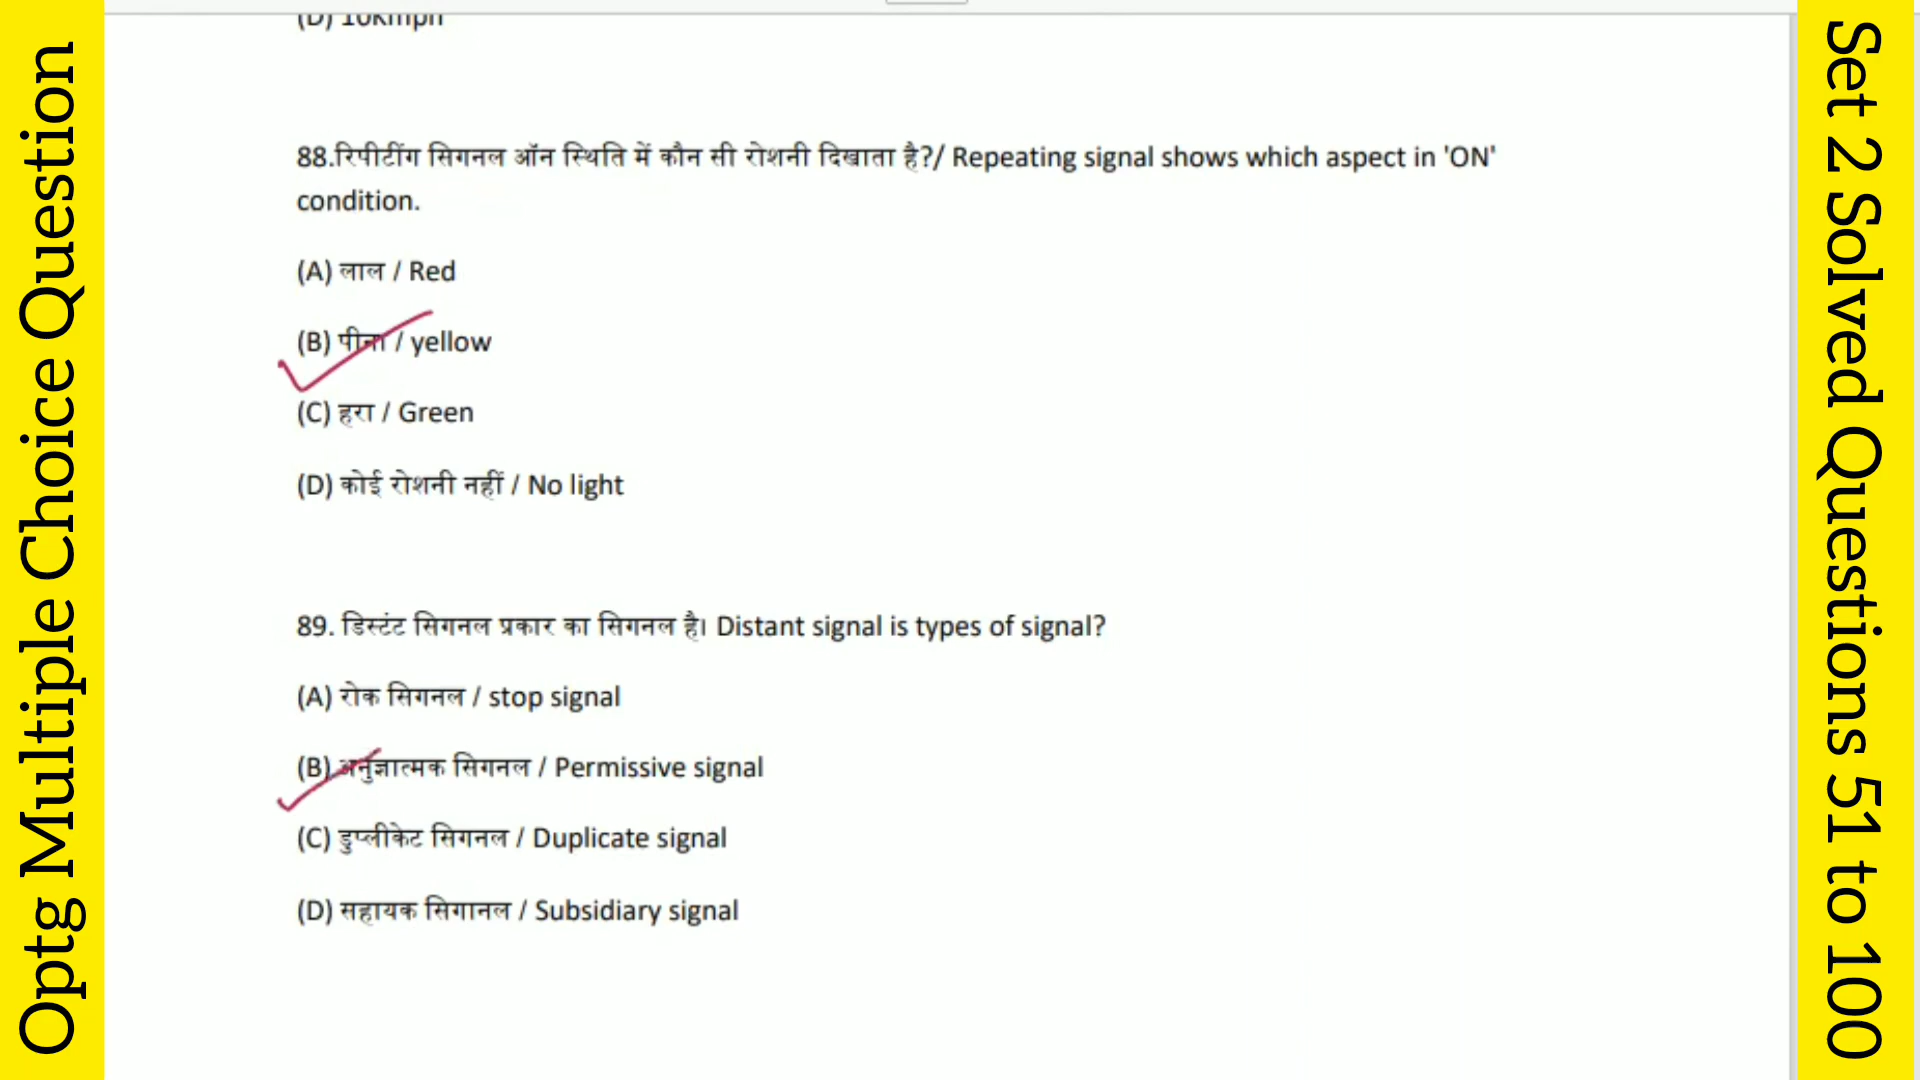 Optg Multiple Choice Question
(D) 10kmph
88.रिपीटींग सिगनल ऑन स्थिति में कौन सी रोशनी दिखाता है?/ Repeating signal shows which aspect in 'ON'
condition.
(A) लाल / Red
(B) पीना / yellow
(C) हरा / Green
(D) कोई रोशनी नहीं / No light
89. डिस्टंट सिगनल प्रकार का सिगनल है। Distant signal is types of signal?
(A) रोक सिगनल / stop signal
(B) अनुज्ञात्मक सिगनल / Permissive signal
(C) डुप्लीकेट सिगनल / Duplicate signal
(D) सहायक सिगानल / Subsidiary signal
Set 2 Solved Questions 51 to 100